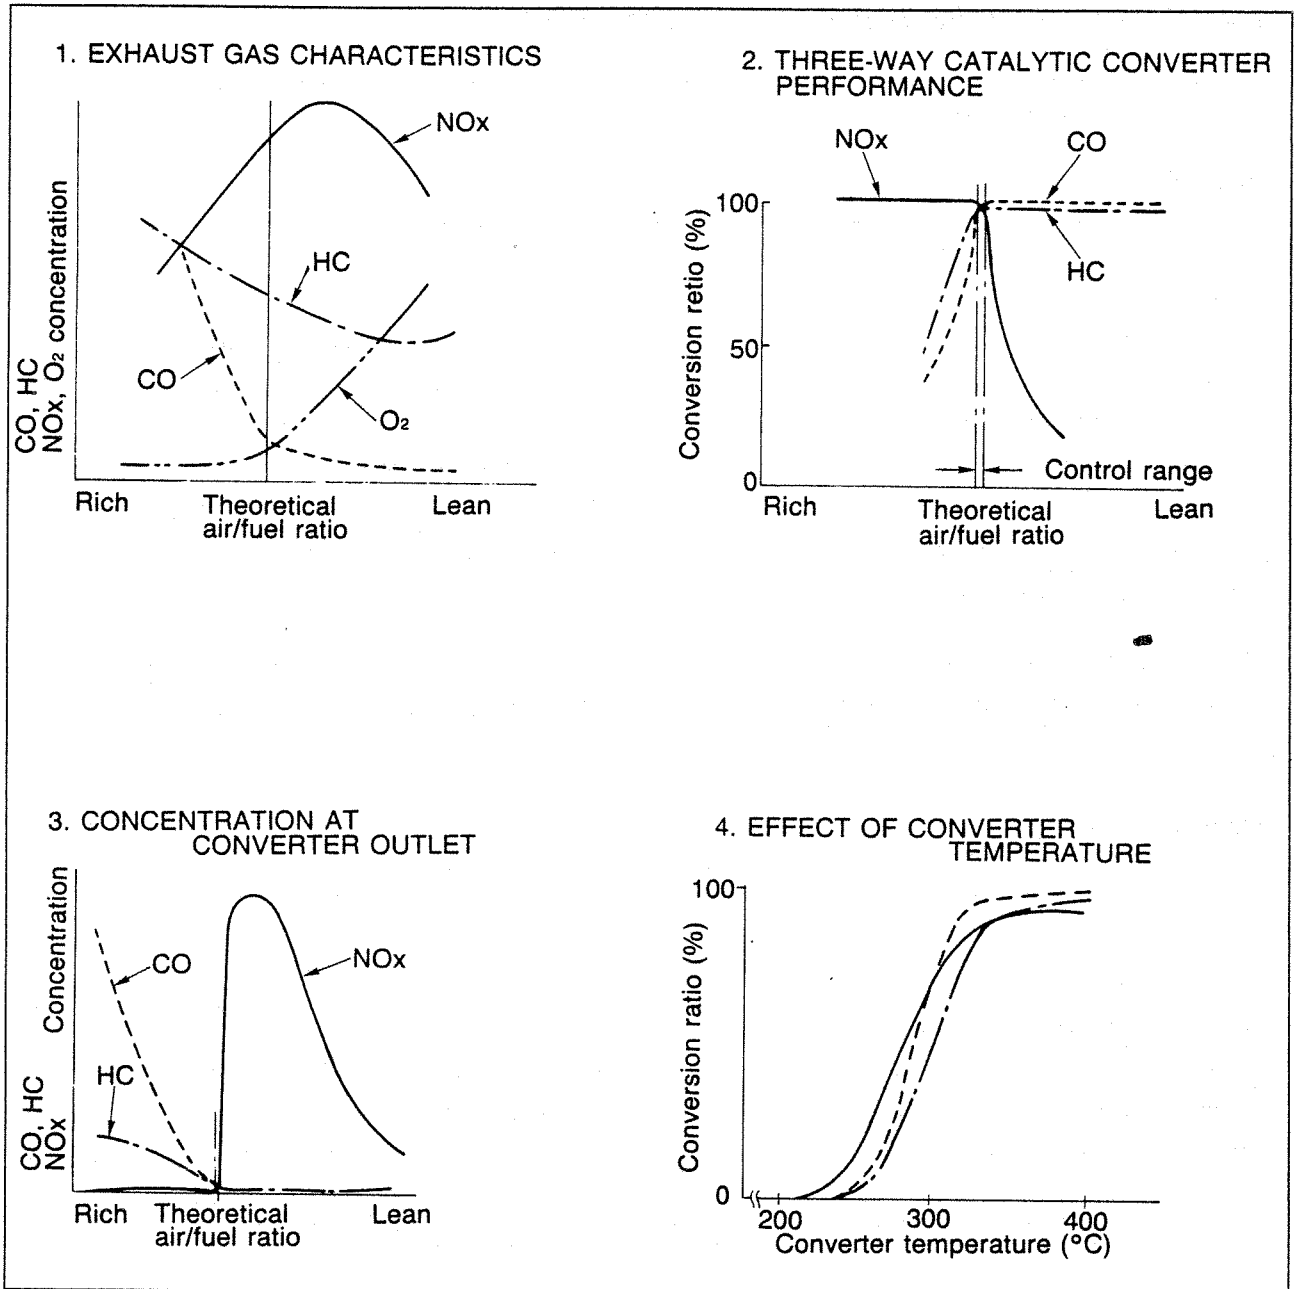 1. EXHAUST GAS CHARACTERISTICS
NOx
HC
CO
O2
CO, HC
NOx, O2 concentration
Rich
Theoretical
air/fuel ratio
Lean
2. THREE-WAY CATALYTIC CONVERTER
PERFORMANCE
NOx
CO
HC
100
50
0
Conversion retio (%)
Control range
Rich
Theoretical
air/fuel ratio
Lean
3. CONCENTRATION AT
CONVERTER OUTLET
CO
NOx
HC
CO, HC
NOx Concentration
Rich
Theoretical
air/fuel ratio
Lean
4. EFFECT OF CONVERTER
TEMPERATURE
100
0
Conversion ratio (%)
200
300
400
Converter temperature (°C)